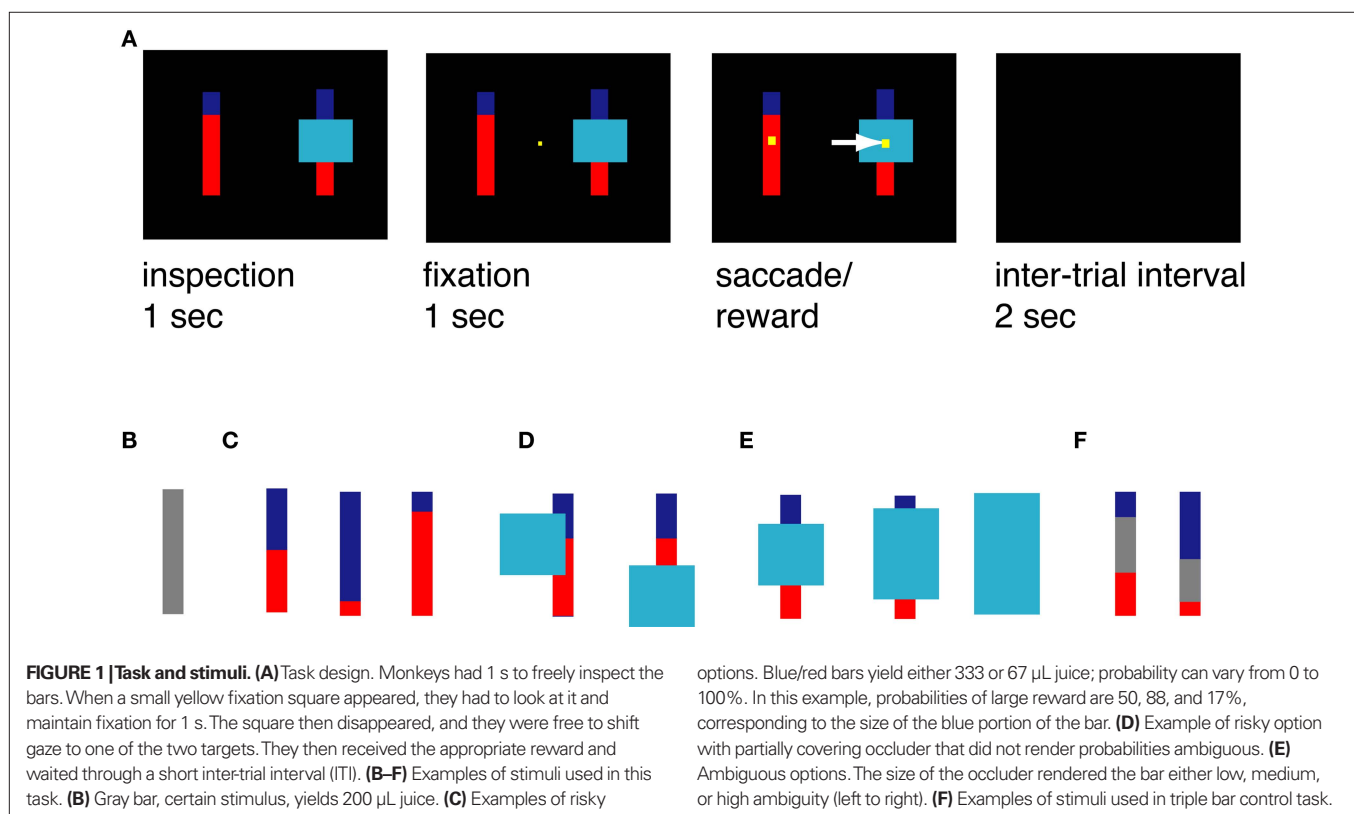 A
inspection
1 sec
fixation
1 sec
saccade/
reward
inter-trial interval
2 sec
B
C
D
E
F
FIGURE 1 | Task and stimuli. (A) Task design. Monkeys had 1 s to freely inspect the
bars. When a small yellow fixation square appeared, they had to look at it and
maintain fixation for 1 s. The square then disappeared, and they were free to shift
gaze to one of the two targets. They then received the appropriate reward and
waited through a short inter-trial interval (ITI). (B–F) Examples of stimuli used in this
task. (B) Gray bar, certain stimulus, yields 200 μL juice. (C) Examples of risky
options. Blue/red bars yield either 333 or 67 μL juice; probability can vary from 0 to
100%. In this example, probabilities of large reward are 50, 88, and 17%,
corresponding to the size of the blue portion of the bar. (D) Example of risky option
with partially covering occluder that did not render probabilities ambiguous. (E)
Ambiguous options. The size of the occluder rendered the bar either low, medium,
or high ambiguity (left to right). (F) Examples of stimuli used in triple bar control task.